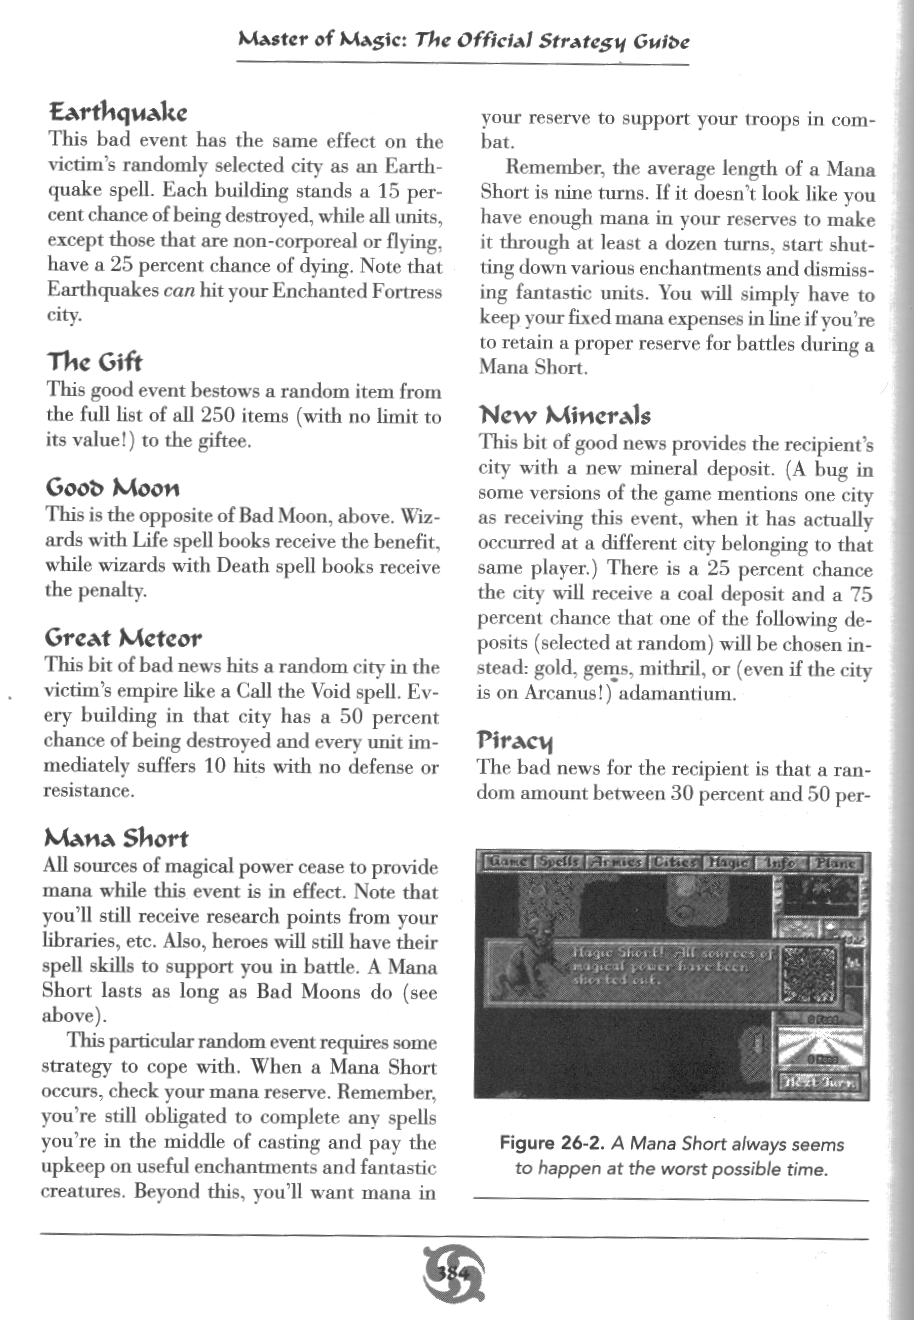 Master of Magic: The Official Strategy Guide
Earthquake
This bad event has the same effect on the
victim's randomly selected city as an Earth-
quake spell. Each building stands a 15 per-
cent chance of being destroyed, while all units,
except those that are non-corporeal or flying,
have a 25 percent chance of dying. Note that
Earthquakes can hit your Enchanted Fortress
city.
The Gift
This good event bestows a random item from
the full list of all 250 items (with no limit to
its value!) to the giftee.
Good Moon
This is the opposite of Bad Moon, above. Wiz-
ards with Life spell books receive the benefit,
while wizards with Death spell books receive
the penalty.
Great Meteor
This bit of bad news hits a random city in the
victim's empire like a Call the Void spell. Ev-
ery building in that city has a 50 percent
chance of being destroyed and every unit im-
mediately suffers 10 hits with no defense or
resistance.
Mana Short
All sources of magical power cease to provide
mana while this event is in effect. Note that
you'll still receive research points from your
libraries, etc. Also, heroes will still have their
spell skills to support you in battle. A Mana
Short lasts as long as Bad Moons do (see
above).
This particular random event requires some
strategy to cope with. When a Mana Short
occurs, check your mana reserve. Remember,
you're still obligated to complete any spells
you're in the middle of casting and pay the
upkeep on useful enchantments and fantastic
creatures. Beyond this, you'll want mana in
your reserve to support your troops in com-
bat.
Remember, the average length of a Mana
Short is nine turns. If it doesn't look like you
have enough mana in your reserves to make
it through at least a dozen turns, start shut-
ting down various enchantments and dismiss-
ing fantastic units. You will simply have to
keep your fixed mana expenses in line if you're
to retain a proper reserve for battles during a
Mana Short.
New Minerals
This bit of good news provides the recipient's
city with a new mineral deposit. (A bug in
some versions of the game mentions one city
as receiving this event, when it has actually
occurred at a different city belonging to that
same player.) There is a 25 percent chance
the city will receive a coal deposit and a 75
percent chance that one of the following de-
posits (selected at random) will be chosen in-
stead: gold, gems, mithril, or (even if the city
is on Arcanus!) adamantium.
Piracy
The bad news for the recipient is that a ran-
dom amount between 30 percent and 50 per-
Game Spells Armies Cities Magic Info Plane
Magic Short! All sources of
magical power have been
shorted out.
Next Turn
Figure 26-2. A Mana Short always seems
to happen at the worst possible time.
384